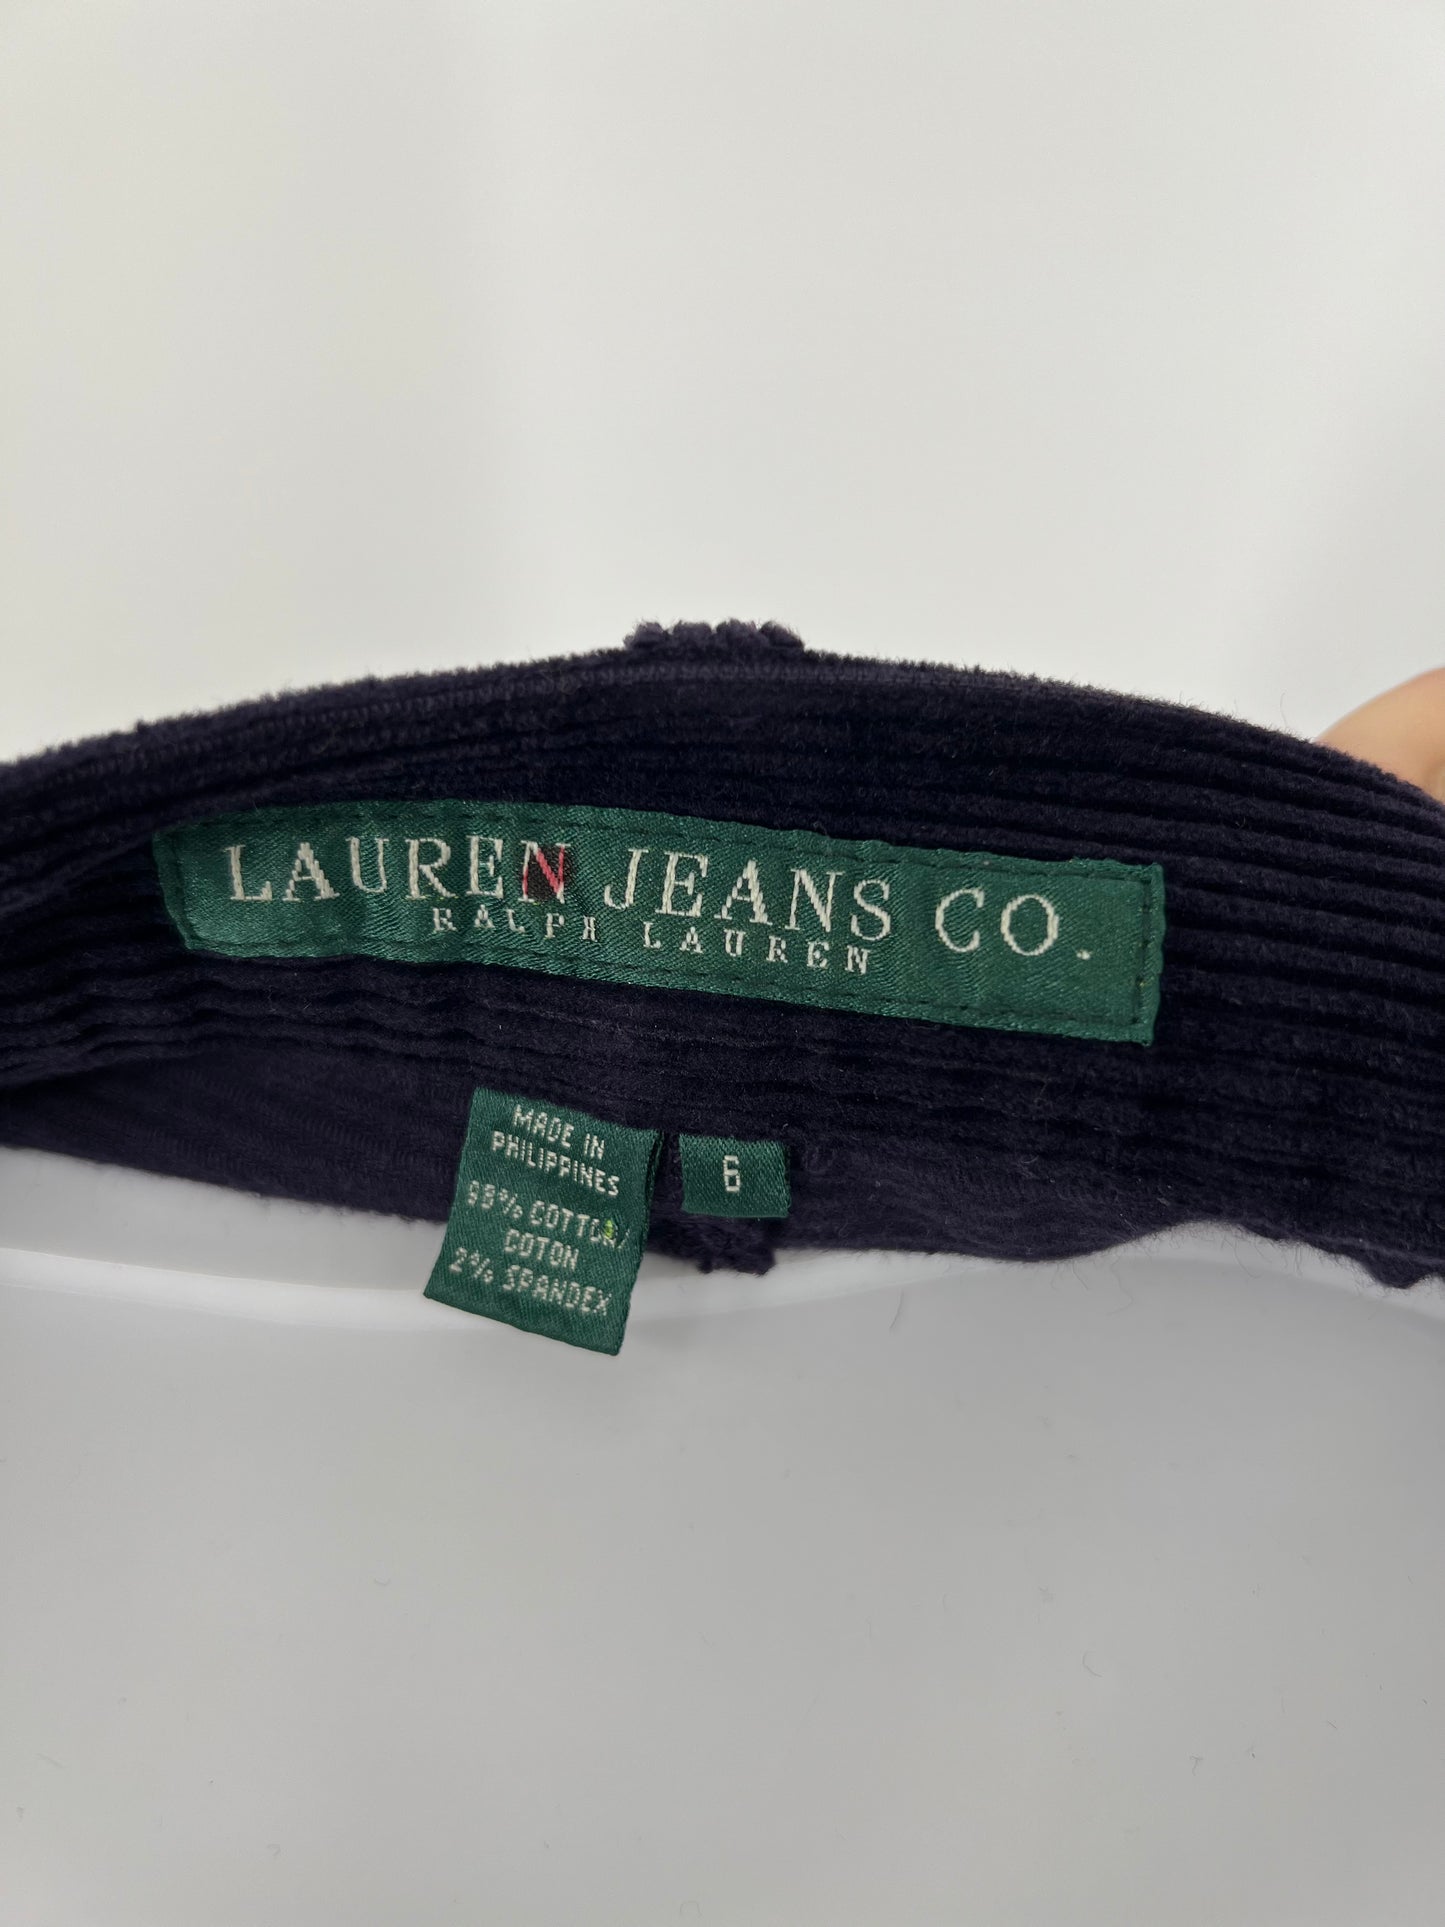 LAUREN JEANS CO.
RALPH LAUREN
MADE IN
PHILIPPINES
98% COTTON/
COTON
2% SPANDEX
6